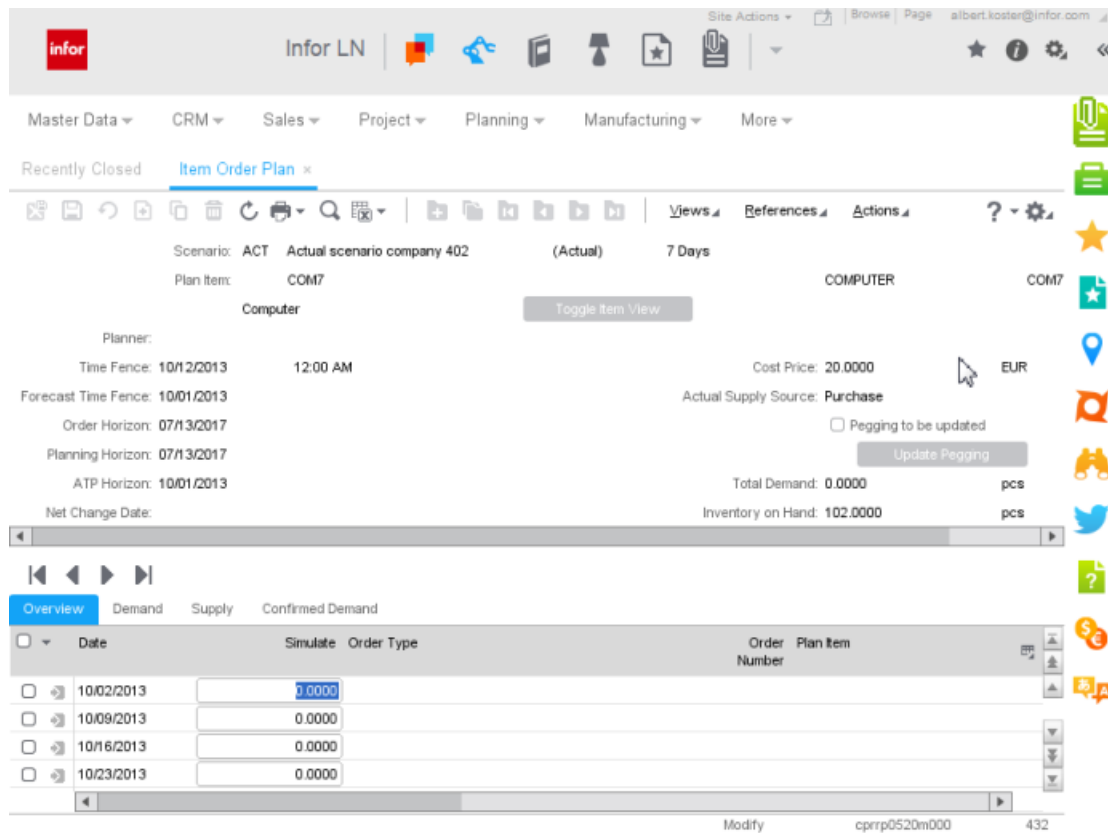 Site Actions Browse Page albert.koster@infor.com
infor Infor LN
Master Data CRM Sales Project Planning Manufacturing More
Recently Closed Item Order Plan ×
Views References Actions ?
Scenario: ACT Actual scenario company 402 (Actual) 7 Days
Plan Item: COM7 COMPUTER COM7
Computer Toggle Item View
Planner:
Time Fence: 10/12/2013 12:00 AM Cost Price: 20.0000 EUR
Forecast Time Fence: 10/01/2013 Actual Supply Source: Purchase
Order Horizon: 07/13/2017 Pegging to be updated
Planning Horizon: 07/13/2017 Update Pegging
ATP Horizon: 10/01/2013 Total Demand: 0.0000 pcs
Net Change Date: Inventory on Hand: 102.0000 pcs
Overview Demand Supply Confirmed Demand
Date Simulate Order Type Order Number Plan Item
10/02/2013 0.0000
10/09/2013 0.0000
10/16/2013 0.0000
10/23/2013 0.0000
Modify cprrp0520m000 432